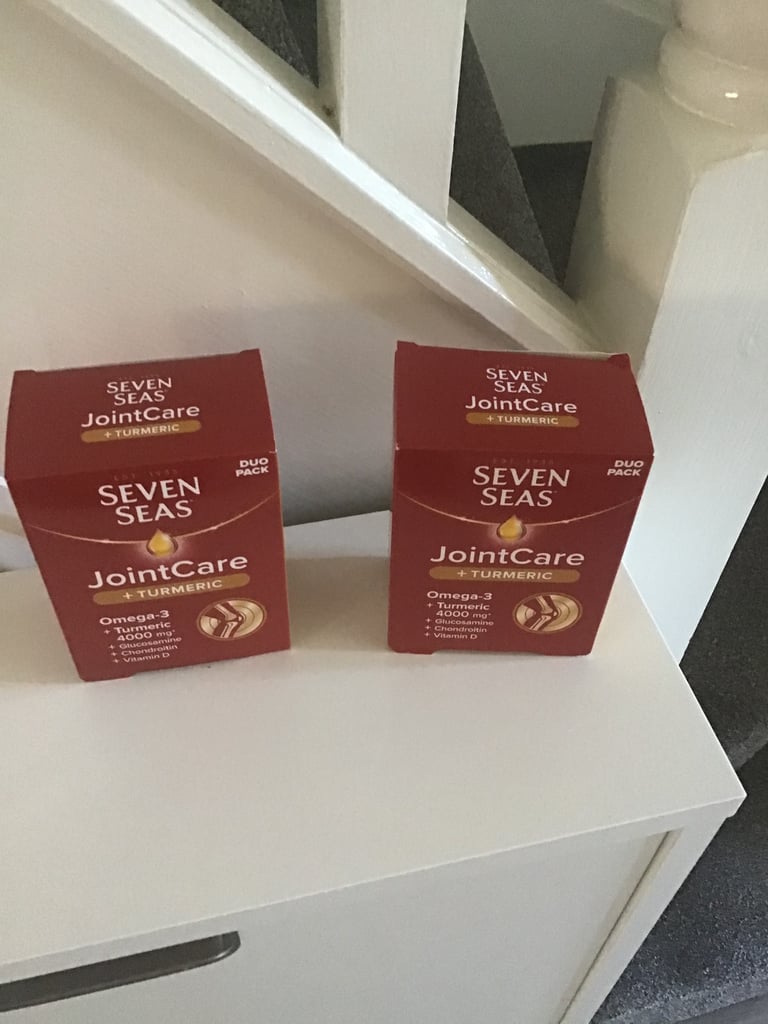 SEVEN
SEAS
JointCare
+ TURMERIC
EST. 1935
DUO
PACK
SEVEN
SEAS
JointCare
+ TURMERIC
Omega-3
+ Turmeric
4000 mg*
+ Glucosamine
+ Chondroitin
+ Vitamin D
SEVEN
SEAS
JointCare
+ TURMERIC
EST. 1935
DUO
PACK
SEVEN
SEAS
JointCare
+ TURMERIC
Omega-3
+ Turmeric
4000 mg*
+ Glucosamine
+ Chondroitin
+ Vitamin D